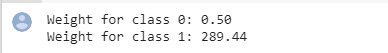 Weight for class 0: 0.50
Weight for class 1: 289.44